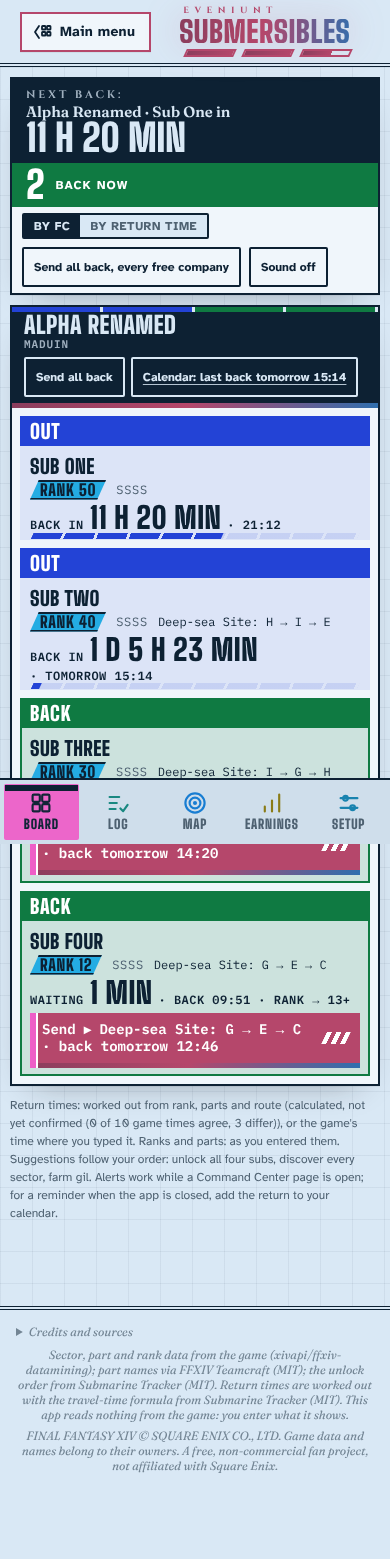 Main menu
EVENIUNT
SUBMERSIBLES
NEXT BACK:
Alpha Renamed · Sub One in
11 H 20 MIN
2 BACK NOW
BY FC BY RETURN TIME
Send all back, every free company
Sound off
ALPHA RENAMED
MADUIN
Send all back
Calendar: last back tomorrow 15:14
OUT
SUB ONE
RANK 50 SSSS
BACK IN 11 H 20 MIN · 21:12
OUT
SUB TWO
RANK 40 SSSS Deep-sea Site: H → I → E
BACK IN 1 D 5 H 23 MIN
· TOMORROW 15:14
BACK
SUB THREE
RANK 30 SSSS Deep-sea Site: I → G → H
BOARD
LOG
MAP
EARNINGS
SETUP
· back tomorrow 14:20
BACK
SUB FOUR
RANK 12 SSSS Deep-sea Site: G → E → C
WAITING 1 MIN · BACK 09:51 · RANK → 13+
Send ▶ Deep-sea Site: G → E → C
· back tomorrow 12:46
Return times: worked out from rank, parts and route (calculated, not
yet confirmed (0 of 10 game times agree, 3 differ)), or the game's
time where you typed it. Ranks and parts: as you entered them.
Suggestions follow your order: unlock all four subs, discover every
sector, farm gil. Alerts work while a Command Center page is open;
for a reminder when the app is closed, add the return to your
calendar.
▶ Credits and sources
Sector, part and rank data from the game (xivapi/ffxiv-
datamining); part names via FFXIV Teamcraft (MIT); the unlock
order from Submarine Tracker (MIT). Return times are worked out
with the travel-time formula from Submarine Tracker (MIT). This
app reads nothing from the game: you enter what it shows.
FINAL FANTASY XIV © SQUARE ENIX CO., LTD. Game data and
names belong to their owners. A free, non-commercial fan project,
not affiliated with Square Enix.